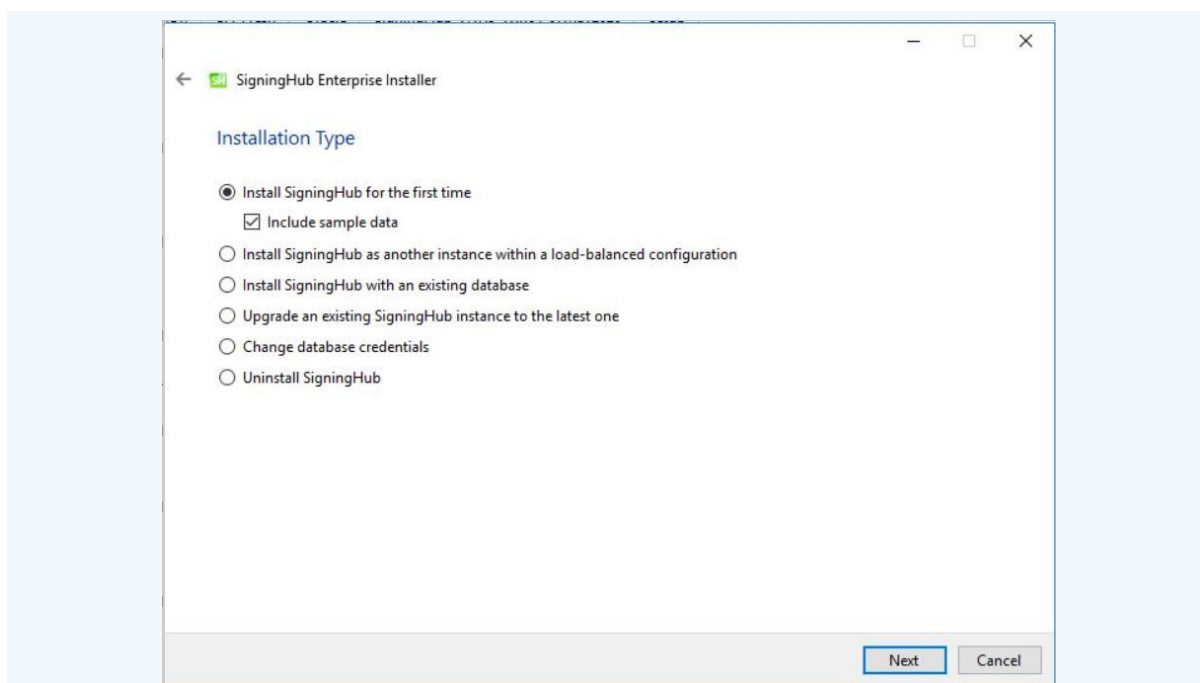 SigningHub Enterprise Installer
Installation Type
Install SigningHub for the first time
Include sample data
Install SigningHub as another instance within a load-balanced configuration
Install SigningHub with an existing database
Upgrade an existing SigningHub instance to the latest one
Change database credentials
Uninstall SigningHub
Next Cancel